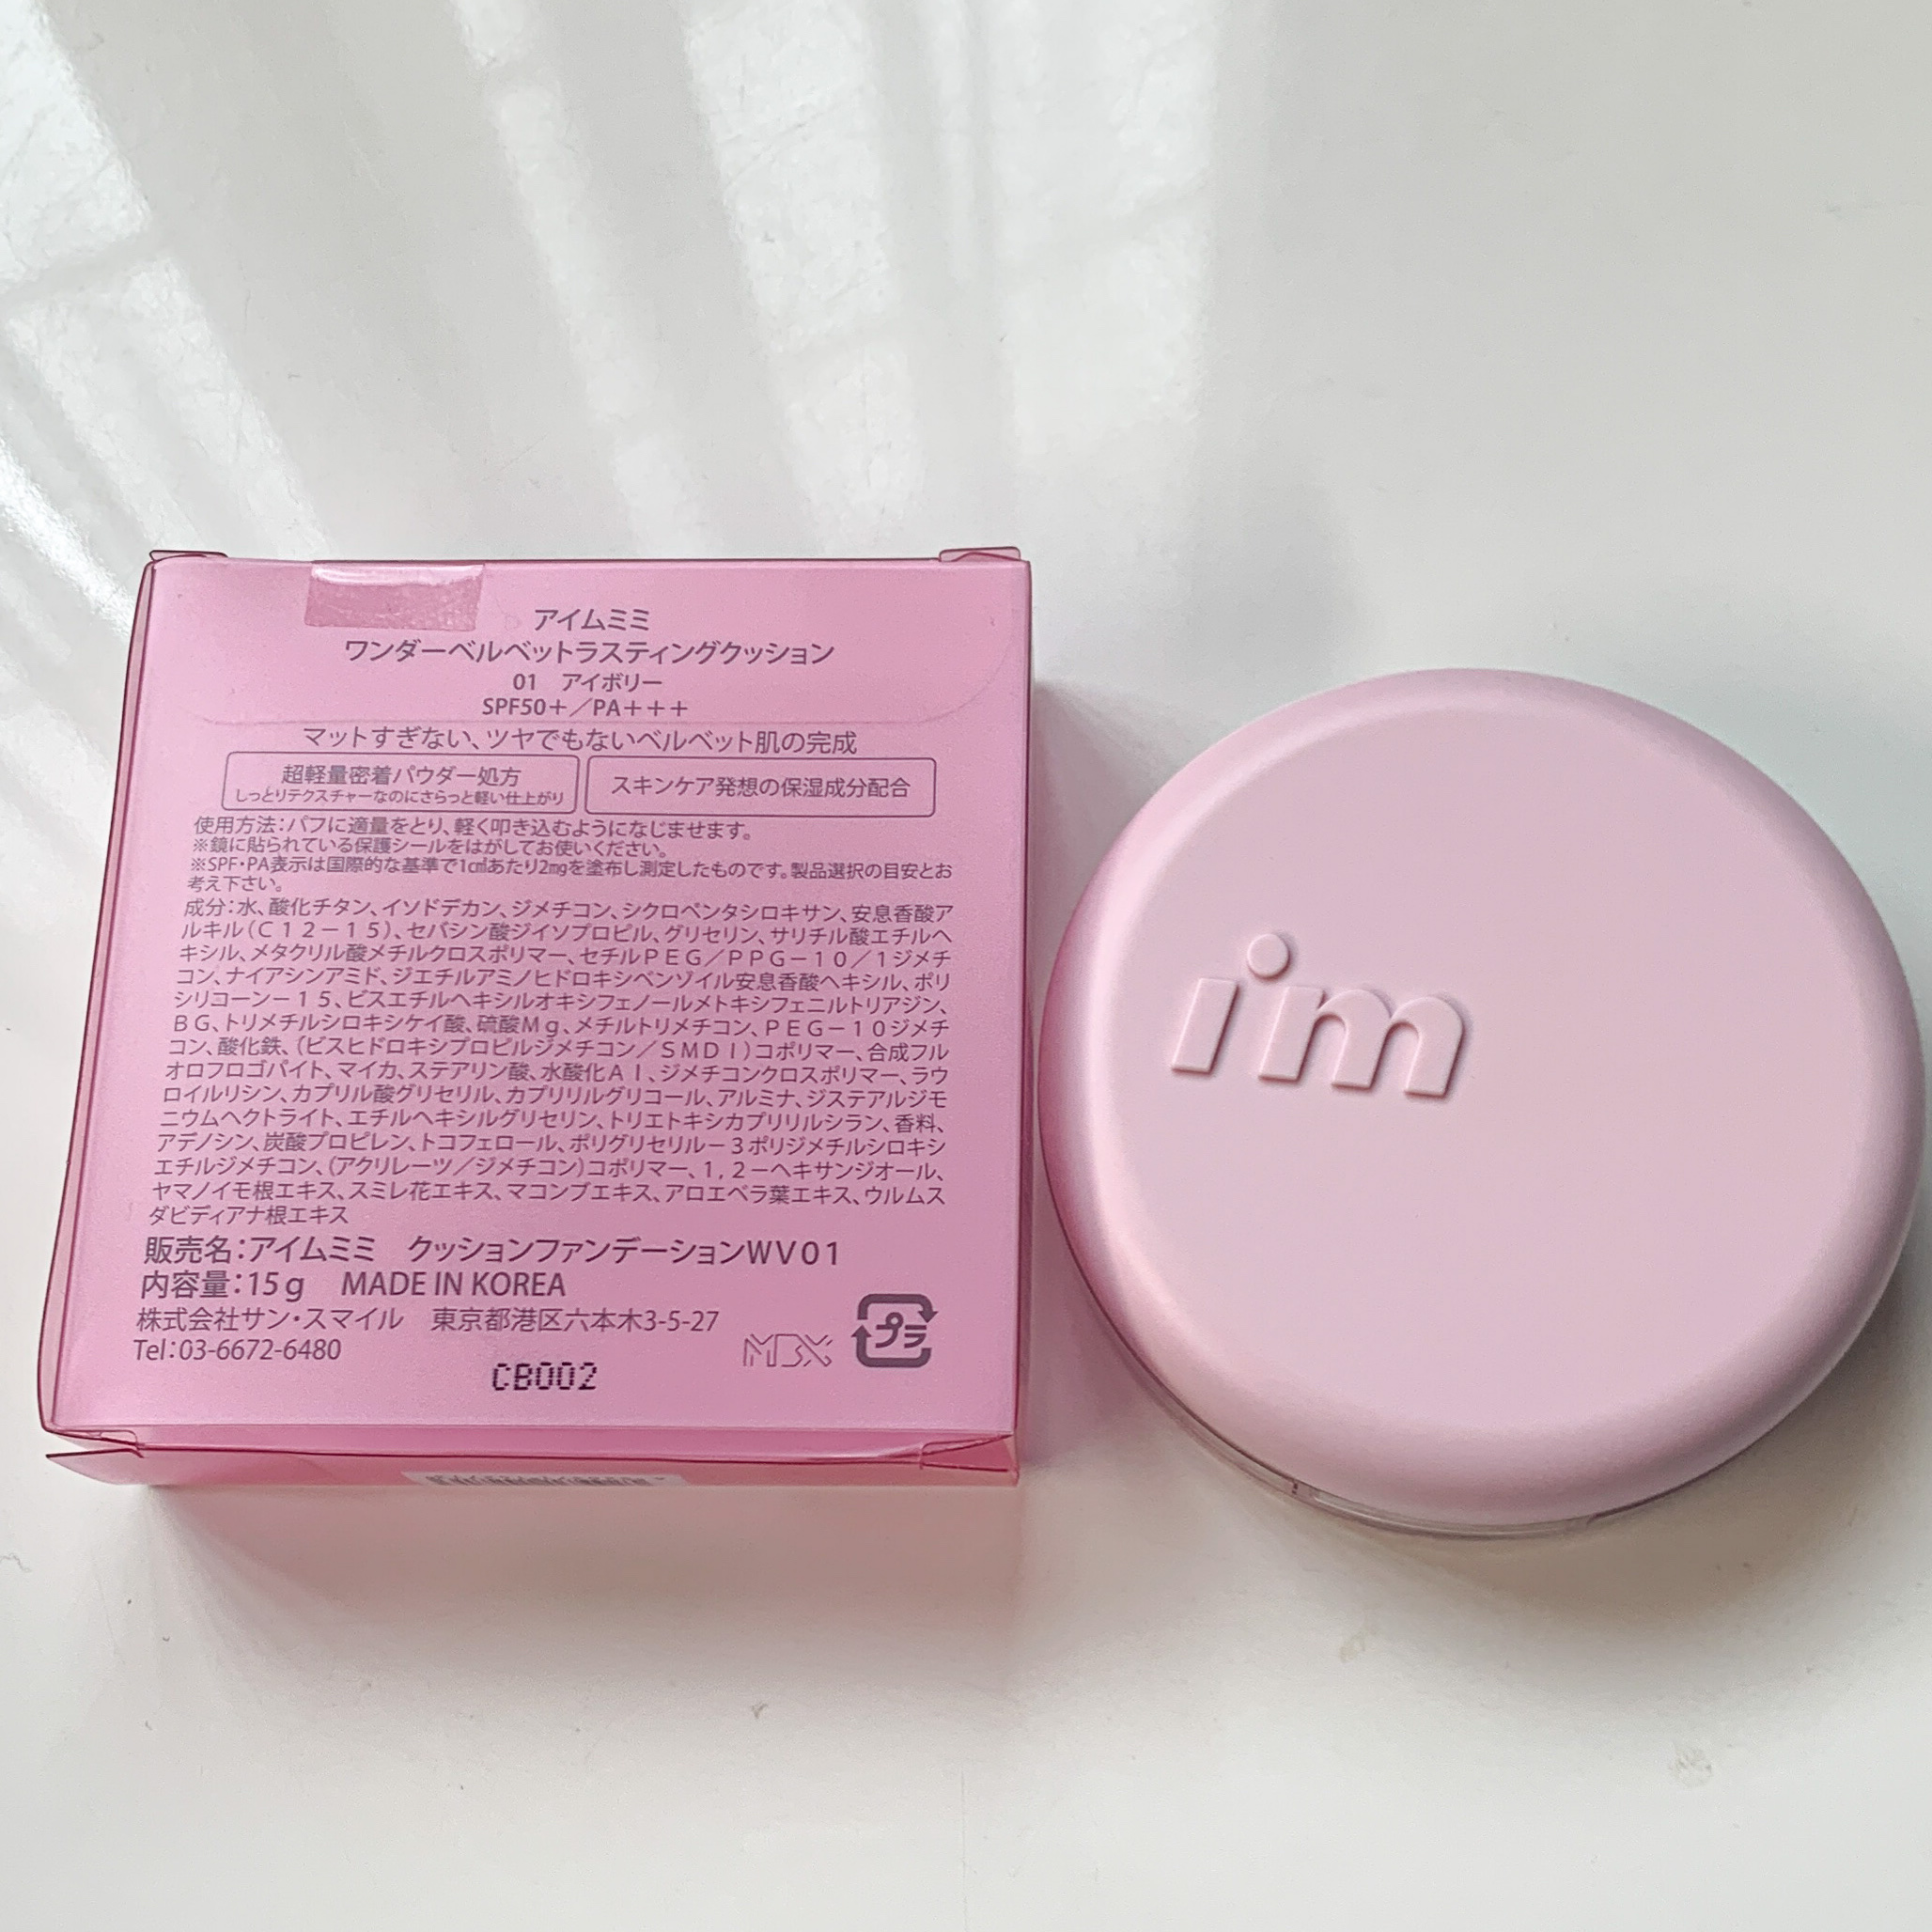 アイムミミ
ワンダーベルベットラスティングクッション
01　アイボリー
SPF50＋／PA＋＋＋
マットすぎない、ツヤでもないベルベット肌の完成
超軽量密着パウダー処方
しっとりテクスチャーなのにさらっと軽い仕上がり
スキンケア発想の保湿成分配合
使用方法：パフに適量をとり、軽く叩き込むようになじませます。
※鏡に貼られている保護シールをはがしてお使いください。
※SPF・PA表示は国際的な基準で1㎠あたり2㎎を塗布し測定したものです。製品選択の目安とお
考え下さい。
成分：水、酸化チタン、イソドデカン、ジメチコン、シクロペンタシロキサン、安息香酸ア
ルキル（Ｃ１２－１５）、セバシン酸ジイソプロピル、グリセリン、サリチル酸エチルヘ
キシル、メタクリル酸メチルクロスポリマー、セチルＰＥＧ／ＰＰＧ－１０／１ジメチ
コン、ナイアシンアミド、ジエチルアミノヒドロキシベンゾイル安息香酸ヘキシル、ポリ
シリコーン－１５、ビスエチルヘキシルオキシフェノールメトキシフェニルトリアジン、
ＢＧ、トリメチルシロキシケイ酸、硫酸Ｍｇ、メチルトリメチコン、ＰＥＧ－１０ジメチ
コン、酸化鉄、（ビスヒドロキシプロピルジメチコン／ＳＭＤＩ）コポリマー、合成フル
オロフロゴパイト、マイカ、ステアリン酸、水酸化Ａｌ、ジメチコンクロスポリマー、ラウ
ロイルリシン、カプリル酸グリセリル、カプリリルグリコール、アルミナ、ジステアルジモ
ニウムヘクトライト、エチルヘキシルグリセリン、トリエトキシカプリリルシラン、香料、
アデノシン、炭酸プロピレン、トコフェロール、ポリグリセリルー３ポリジメチルシロキシ
エチルジメチコン、（アクリレーツ／ジメチコン）コポリマー、１，２－ヘキサンジオール、
ヤマノイモ根エキス、スミレ花エキス、マコンブエキス、アロエベラ葉エキス、ウルムス
ダビディアナ根エキス
販売名：アイムミミ　クッションファンデーションＷＶ０１
内容量：15ｇ　MADE IN KOREA
株式会社サン・スマイル　東京都港区六本木3-5-27
Tel：03-6672-6480
MBX
プラ
CB002
i'm